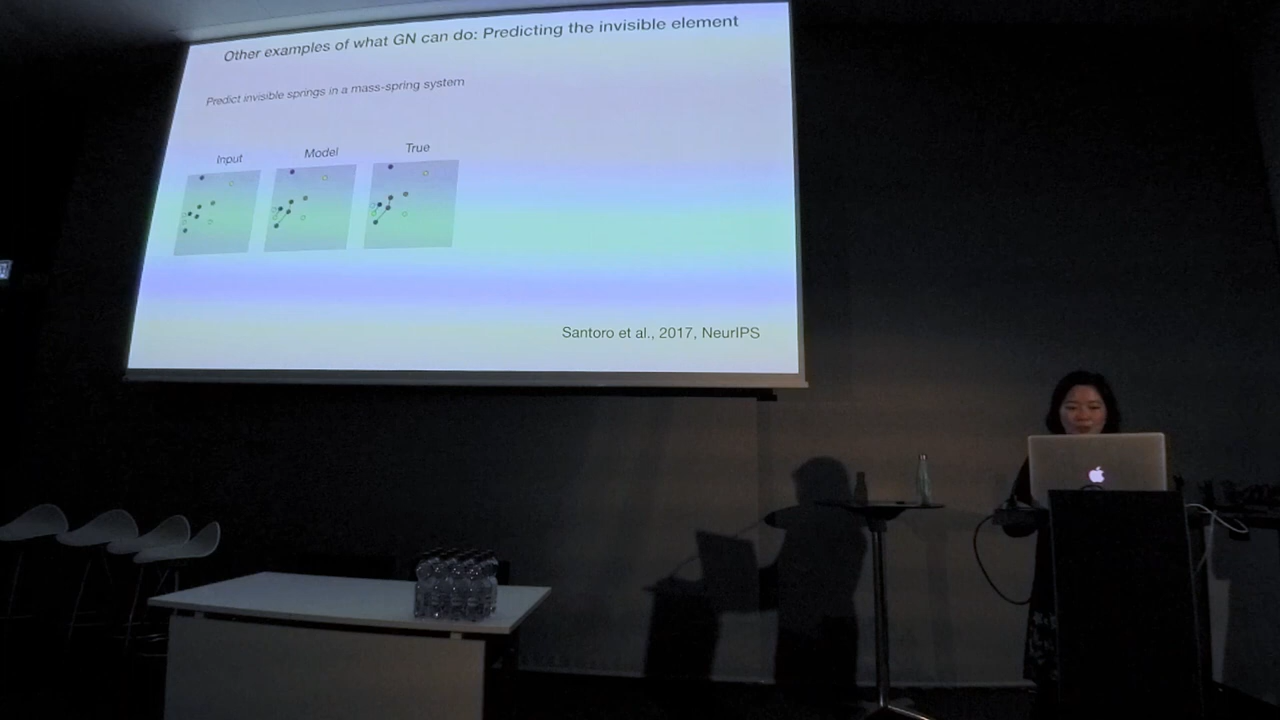 Other examples of what GN can do: Predicting the invisible element
Predict invisible springs in a mass-spring system
Input
Model
True
Santoro et al., 2017, NeurIPS